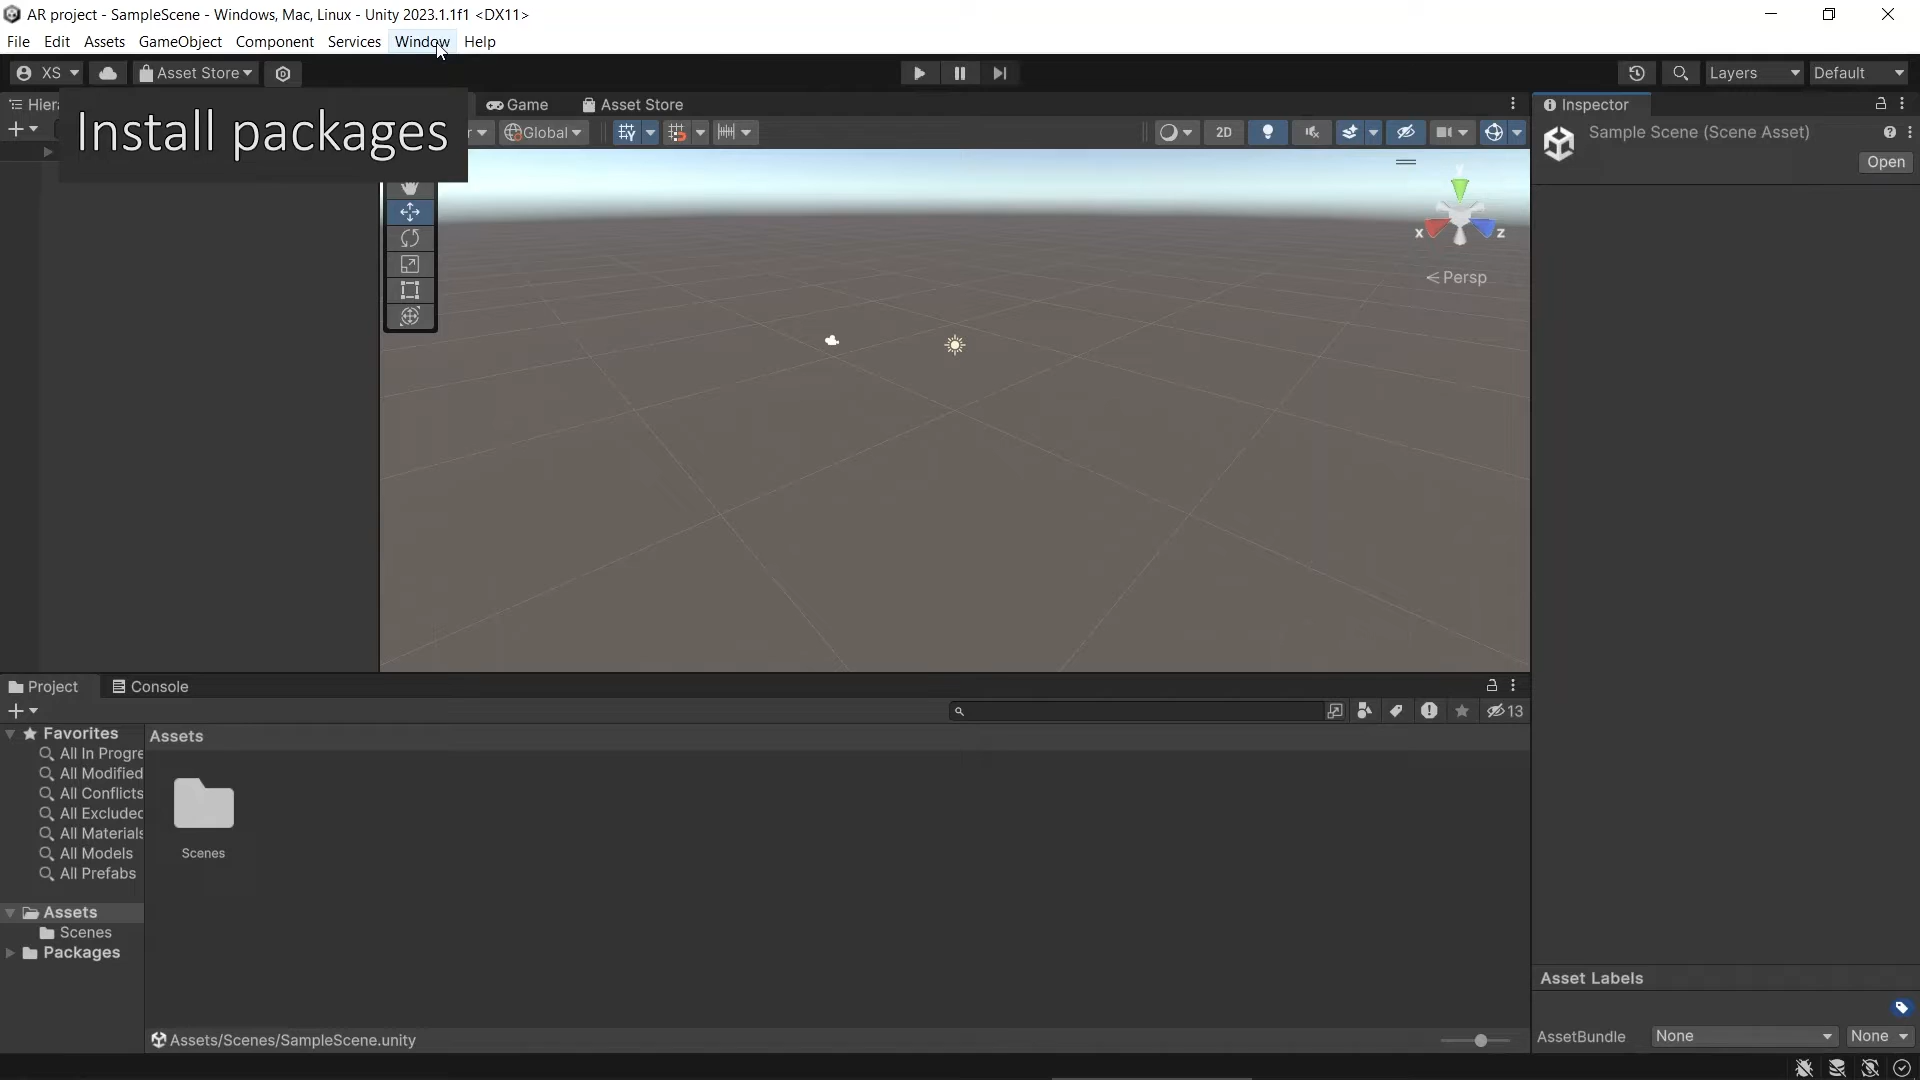 AR project - SampleScene - Windows, Mac, Linux - Unity 2023.1.1f1 <DX11>
File Edit Assets GameObject Component Services Window Help
XS Asset Store Layers Default
Hiera Game Asset Store Inspector
Install packages
Global 2D Sample Scene (Scene Asset)
Open
y
x z
Persp
Project Console
13
Favorites Assets
All In Progre
All Modified
All Conflicts
All Excluded
All Materials
All Models Scenes
All Prefabs
Assets
Scenes
Packages
Asset Labels
Assets/Scenes/SampleScene.unity AssetBundle None None